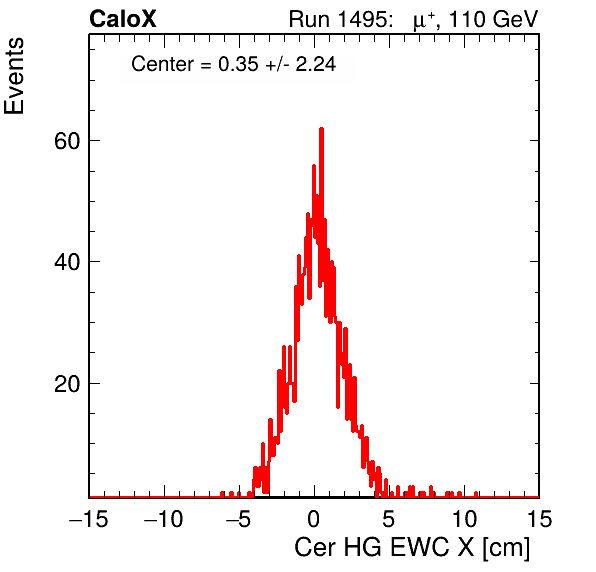 CaloX Run 1495: μ⁺, 110 GeV
Center = 0.35 +/- 2.24
Events
60
40
20
−15 −10 −5 0 5 10 15
Cer HG EWC X [cm]